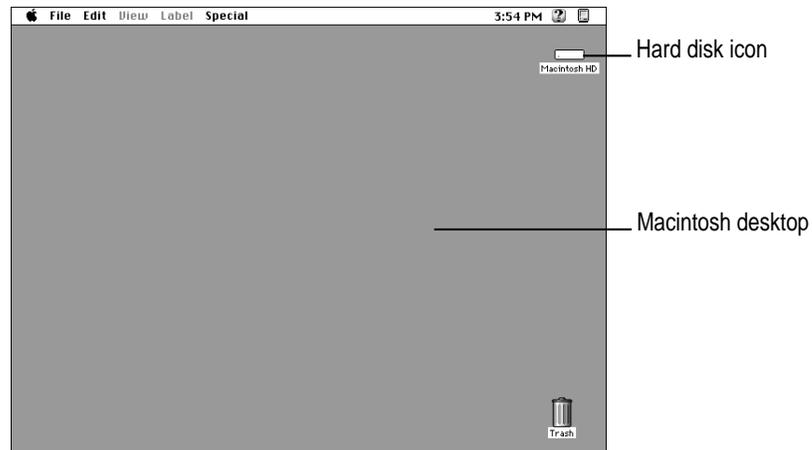 File Edit View Label Special 3:54 PM
Hard disk icon
Macintosh HD
Macintosh desktop
Trash